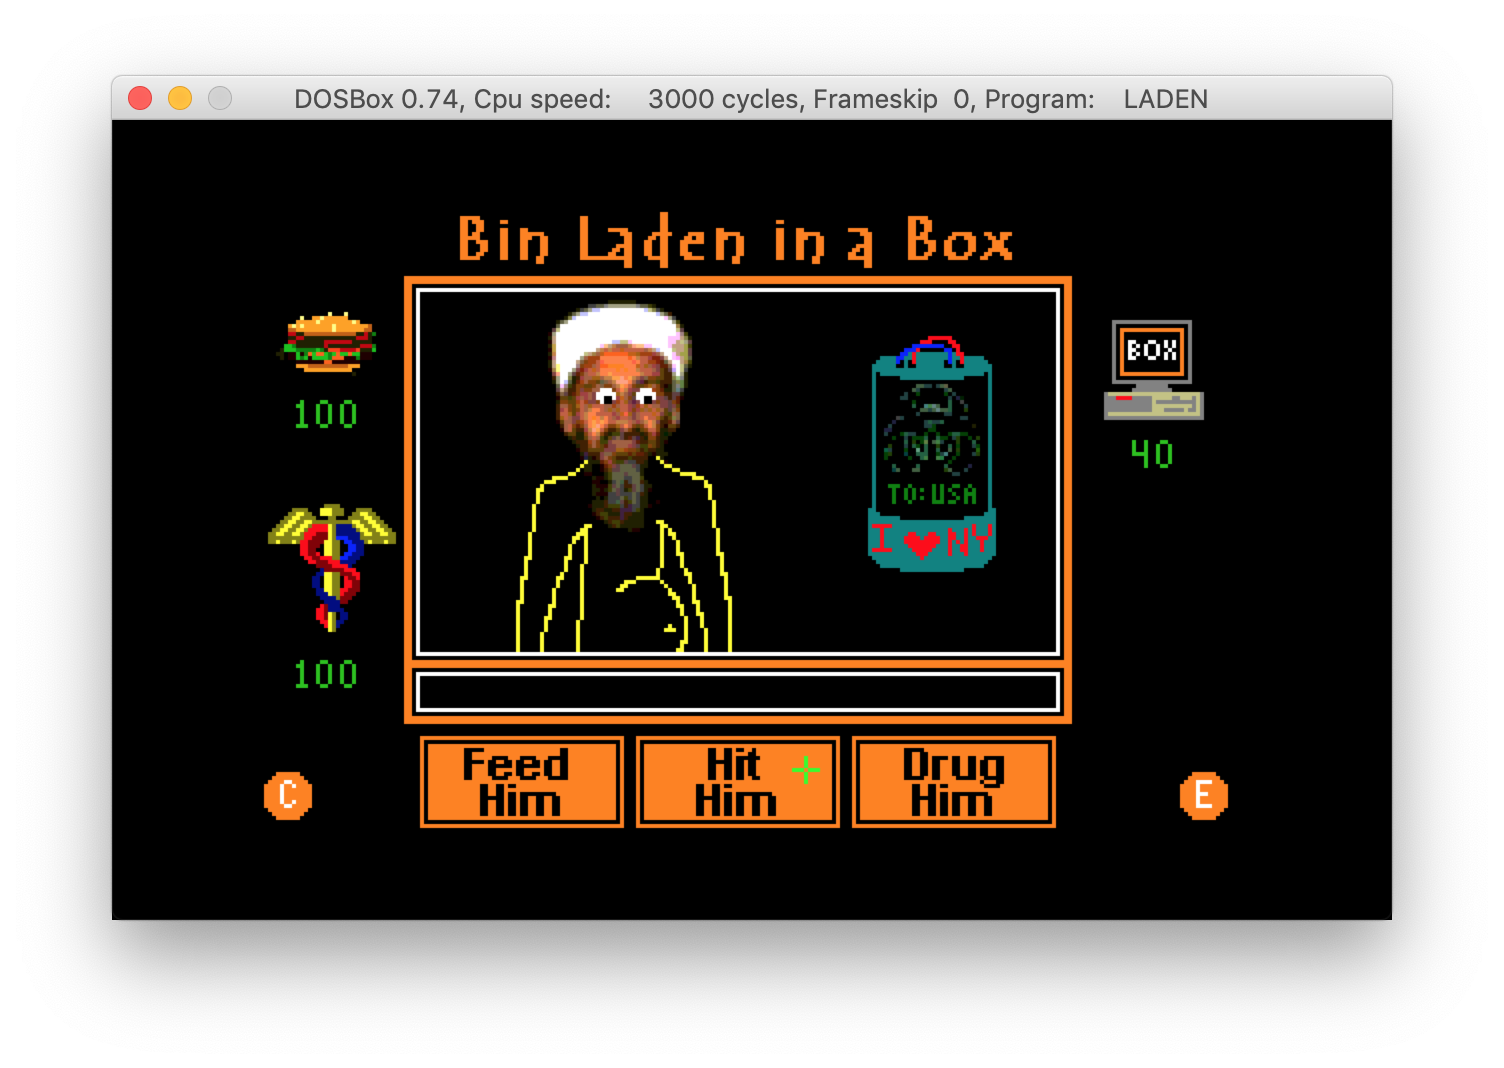 DOSBox 0.74, Cpu speed: 3000 cycles, Frameskip 0, Program: LADEN
Bin Laden in a Box
100
BOX
40
TO:USA
I ♥ NY
100
Feed Him
Hit Him
Drug Him
C
E